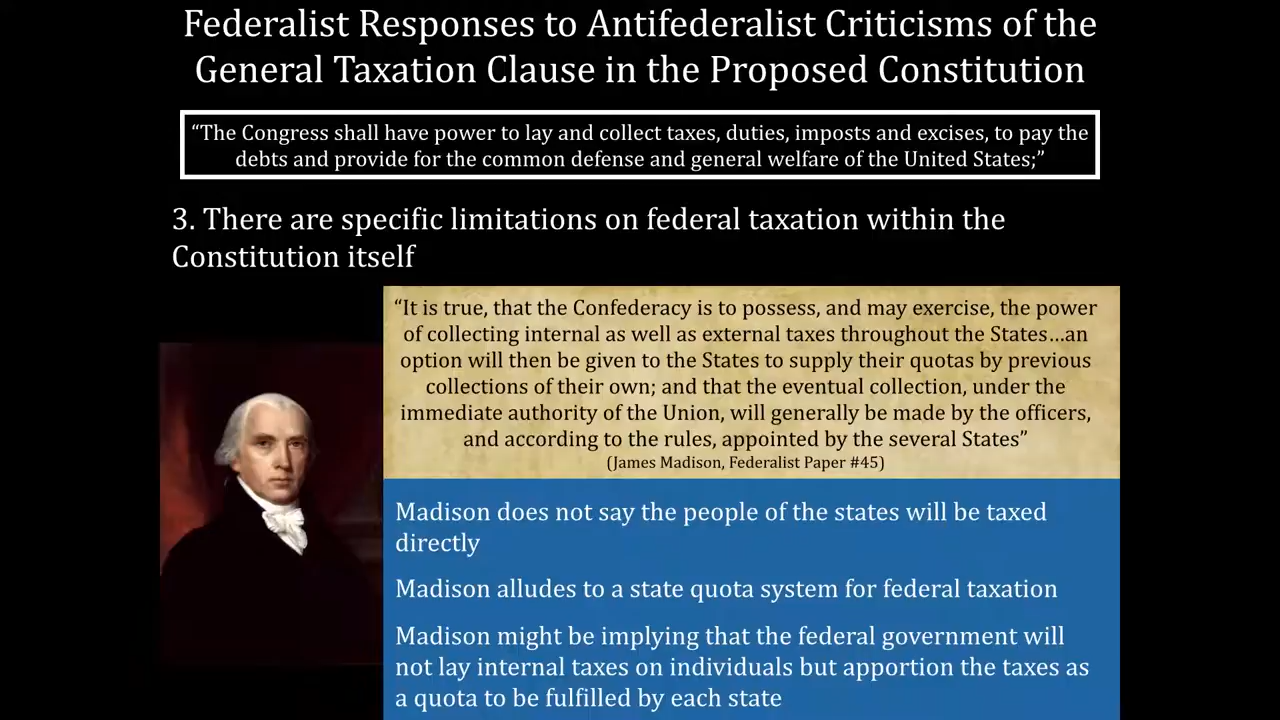 Federalist Responses to Antifederalist Criticisms of the
General Taxation Clause in the Proposed Constitution
“The Congress shall have power to lay and collect taxes, duties, imposts and excises, to pay the
debts and provide for the common defense and general welfare of the United States;”
3. There are specific limitations on federal taxation within the
Constitution itself
“It is true, that the Confederacy is to possess, and may exercise, the power
of collecting internal as well as external taxes throughout the States…an
option will then be given to the States to supply their quotas by previous
collections of their own; and that the eventual collection, under the
immediate authority of the Union, will generally be made by the officers,
and according to the rules, appointed by the several States”
(James Madison, Federalist Paper #45)
Madison does not say the people of the states will be taxed
directly
Madison alludes to a state quota system for federal taxation
Madison might be implying that the federal government will
not lay internal taxes on individuals but apportion the taxes as
a quota to be fulfilled by each state